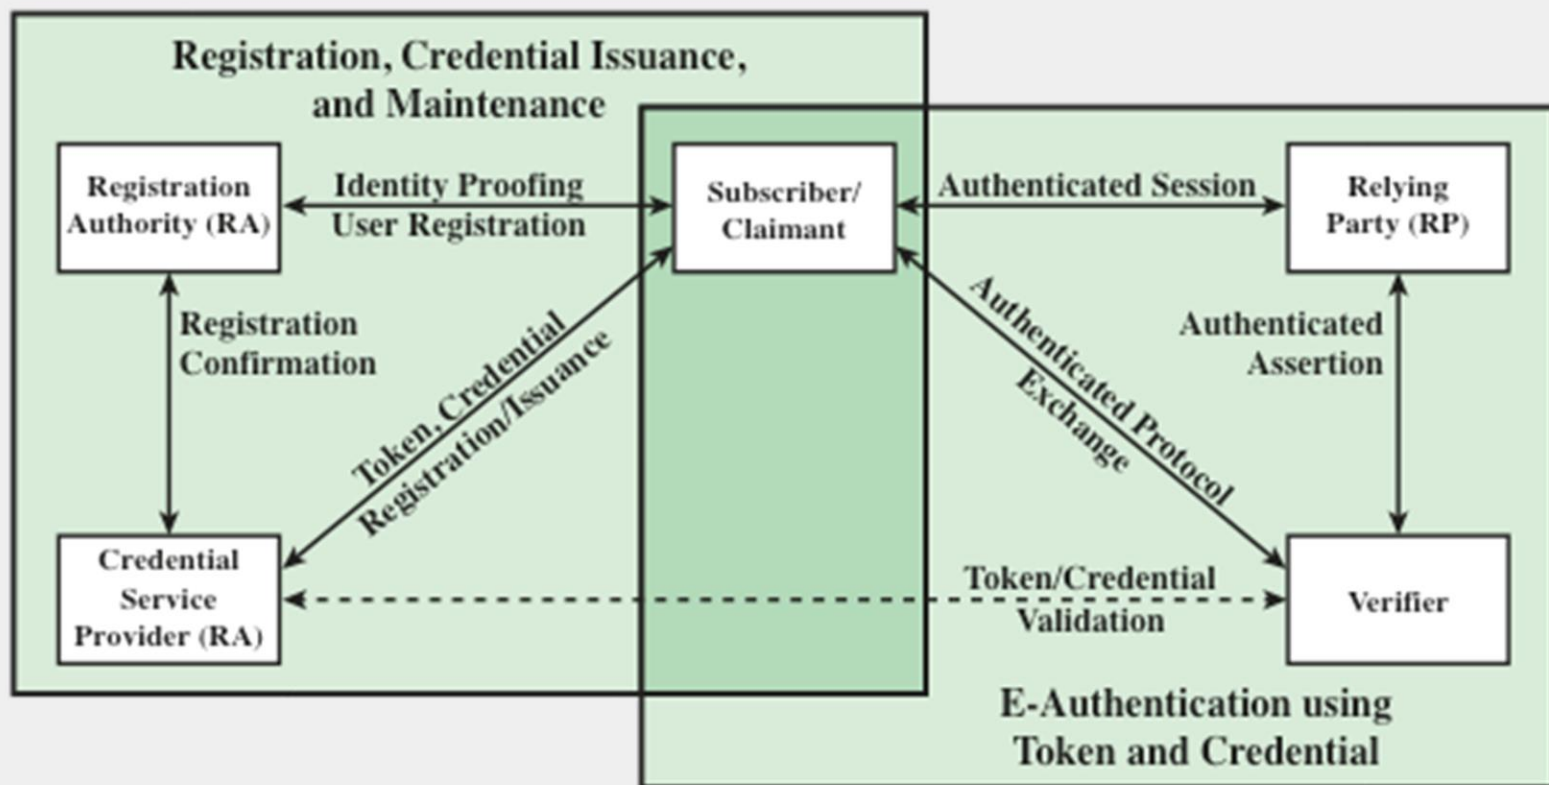 Registration, Credential Issuance,
and Maintenance
Registration
Authority (RA)
Identity Proofing
User Registration
Subscriber/
Claimant
Authenticated Session
Relying
Party (RP)
Registration
Confirmation
Token, Credential
Registration/Issuance
Authenticated Protocol
Exchange
Authenticated
Assertion
Credential
Service
Provider (RA)
Token/Credential
Validation
Verifier
E-Authentication using
Token and Credential